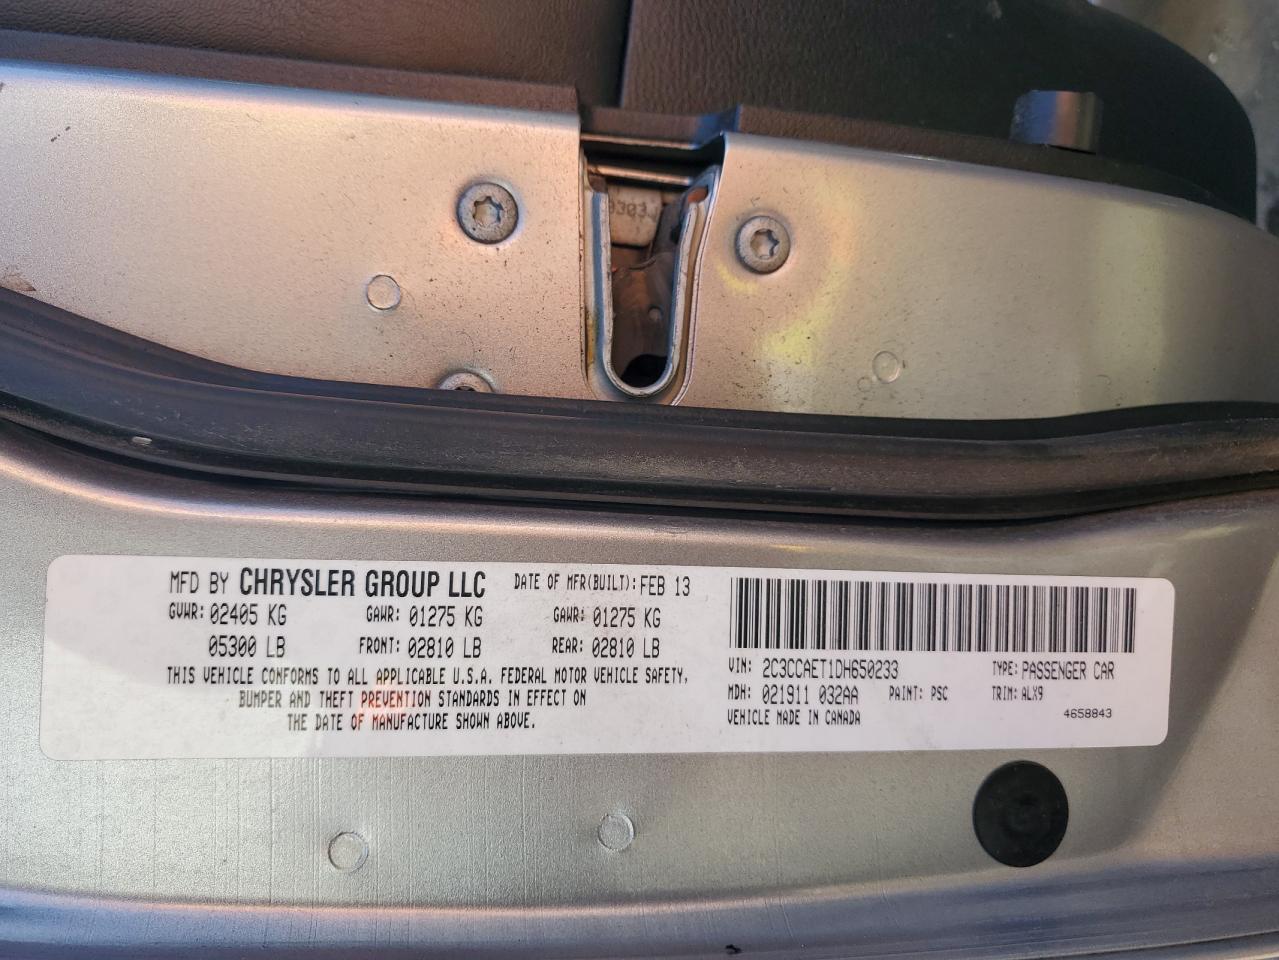 3303
MFD BY CHRYSLER GROUP LLC DATE OF MFR(BUILT): FEB 13
GVWR: 02405 KG GAWR: 01275 KG GAWR: 01275 KG
05300 LB FRONT: 02810 LB REAR: 02810 LB
THIS VEHICLE CONFORMS TO ALL APPLICABLE U.S.A. FEDERAL MOTOR VEHICLE SAFETY,
BUMPER AND THEFT PREVENTION STANDARDS IN EFFECT ON
THE DATE OF MANUFACTURE SHOWN ABOVE.
VIN: 2C3CCAET1DH650233 TYPE: PASSENGER CAR
MDH: 021911 032AA PAINT: PSC TRIM: ALX9
VEHICLE MADE IN CANADA 4658843